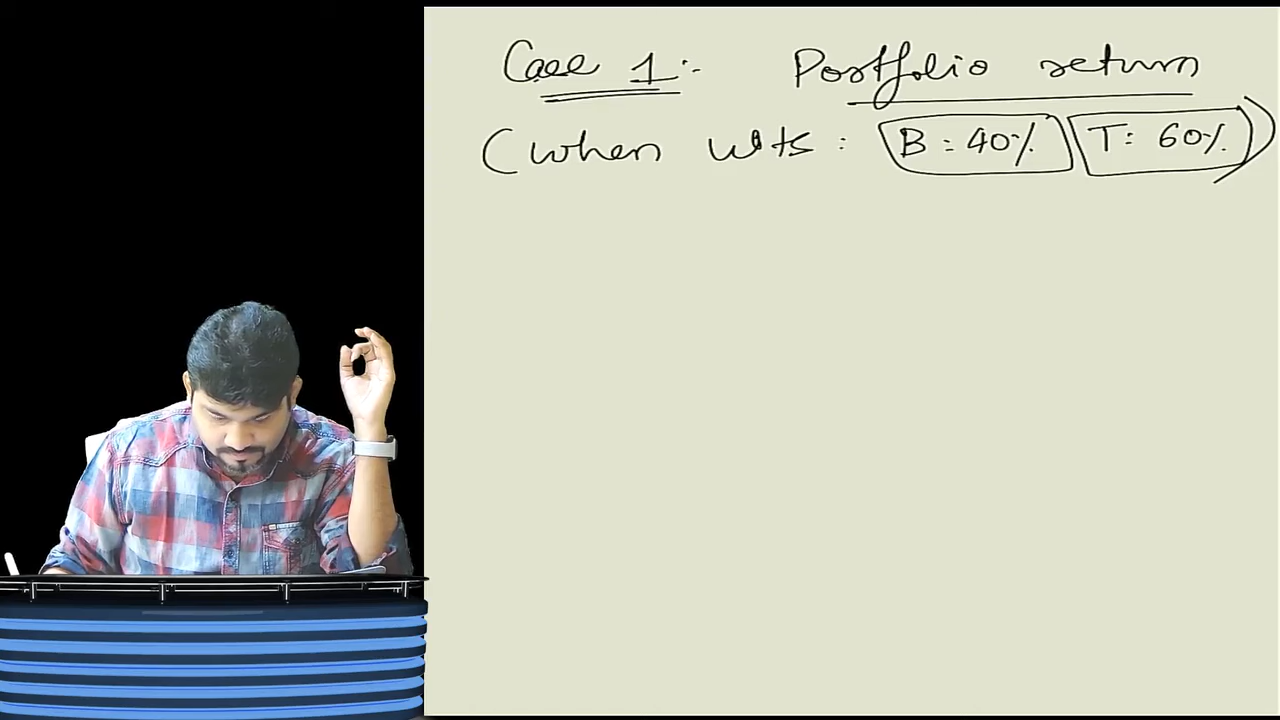 Case 1:- Portfolio return
(when wts : B : 40% T : 60%)